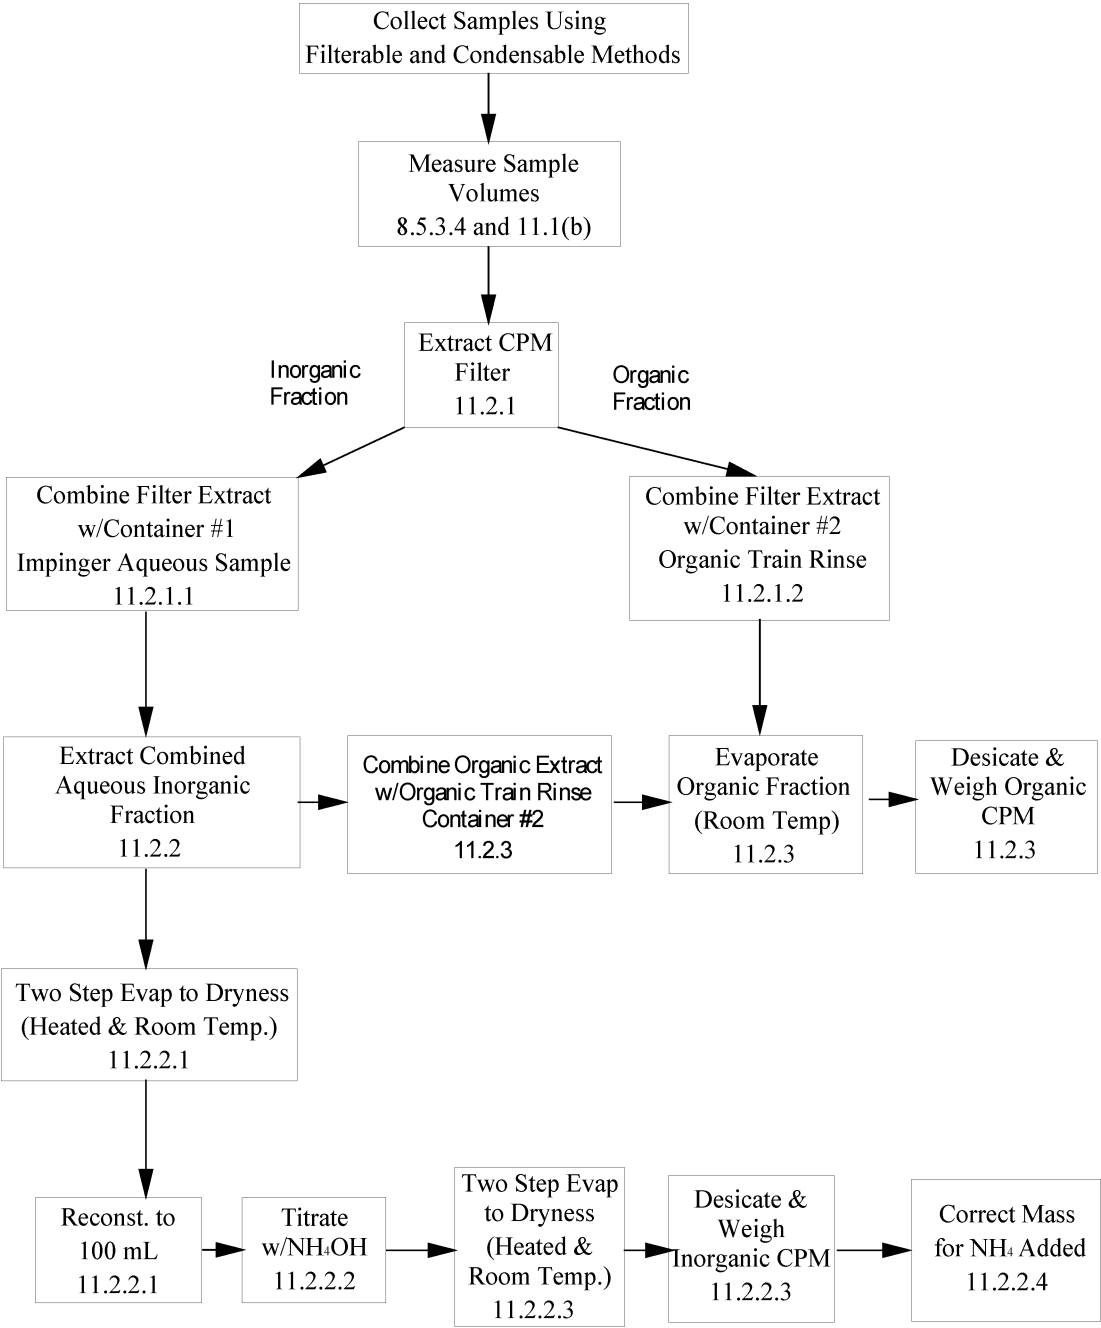 Collect Samples Using
Filterable and Condensable Methods
Measure Sample
Volumes
8.5.3.4 and 11.1(b)
Extract CPM
Filter
11.2.1
Inorganic
Fraction
Organic
Fraction
Combine Filter Extract
w/Container #1
Impinger Aqueous Sample
11.2.1.1
Combine Filter Extract
w/Container #2
Organic Train Rinse
11.2.1.2
Extract Combined
Aqueous Inorganic
Fraction
11.2.2
Combine Organic Extract
w/Organic Train Rinse
Container #2
11.2.3
Evaporate
Organic Fraction
(Room Temp)
11.2.3
Desicate &
Weigh Organic
CPM
11.2.3
Two Step Evap to Dryness
(Heated & Room Temp.)
11.2.2.1
Reconst. to
100 mL
11.2.2.1
Titrate
w/NH₄OH
11.2.2.2
Two Step Evap
to Dryness
(Heated &
Room Temp.)
11.2.2.3
Desicate &
Weigh
Inorganic CPM
11.2.2.3
Correct Mass
for NH₄ Added
11.2.2.4